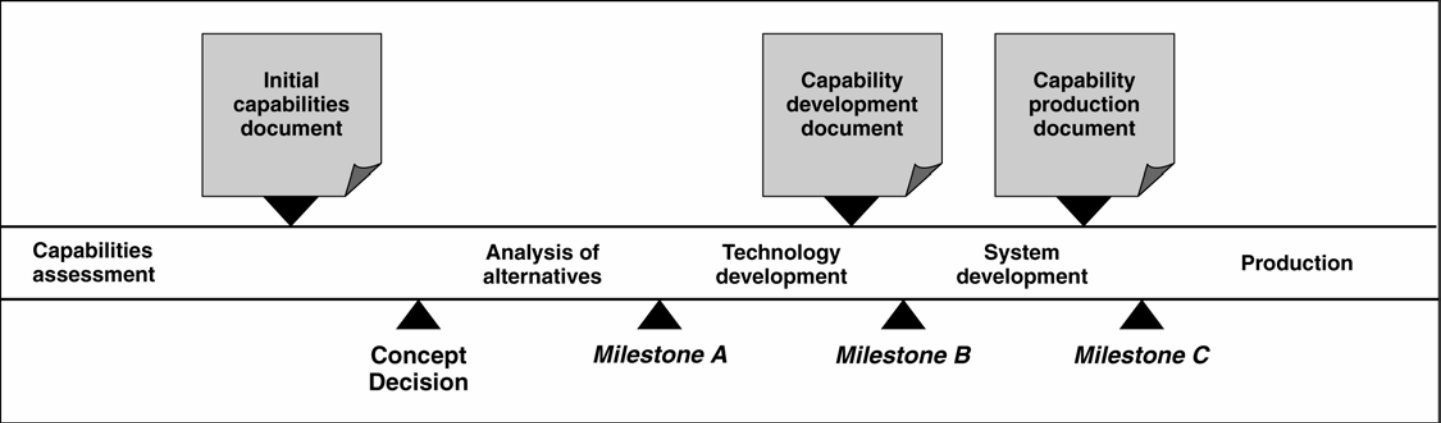 Initial
capabilities
document
Capability
development
document
Capability
production
document
Capabilities
assessment
Analysis of
alternatives
Technology
development
System
development
Production
Concept
Decision
Milestone A
Milestone B
Milestone C